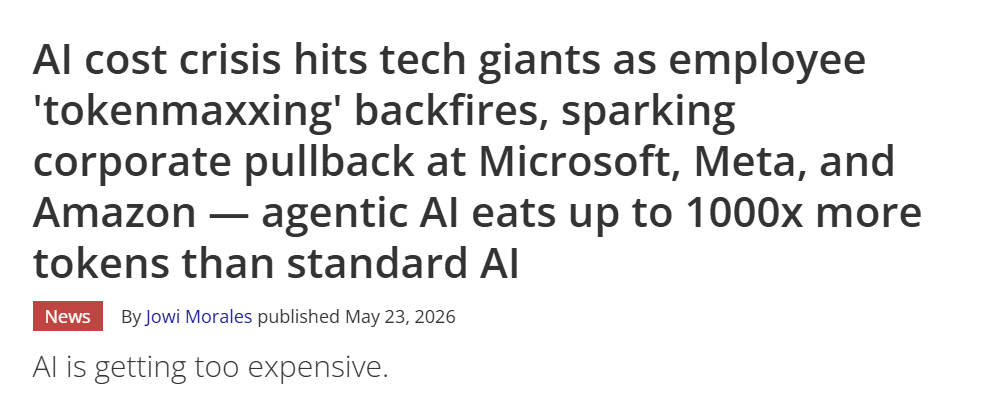 AI cost crisis hits tech giants as employee
'tokenmaxxing' backfires, sparking
corporate pullback at Microsoft, Meta, and
Amazon — agentic AI eats up to 1000x more
tokens than standard AI
News By Jowi Morales published May 23, 2026
AI is getting too expensive.